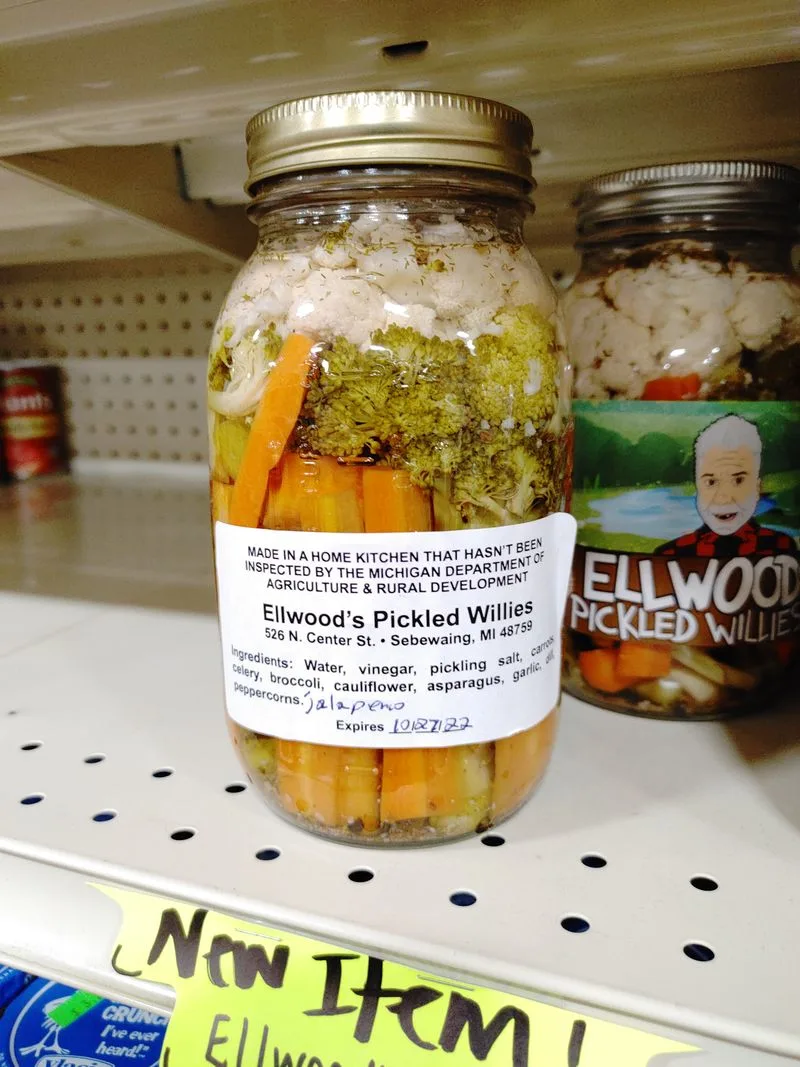 MADE IN A HOME KITCHEN THAT HASN'T BEEN
INSPECTED BY THE MICHIGAN DEPARTMENT OF
AGRICULTURE & RURAL DEVELOPMENT
Ellwood's Pickled Willies
526 N. Center St. • Sebewaing, MI 48759
Ingredients: Water, vinegar, pickling salt, carrots,
celery, broccoli, cauliflower, asparagus, garlic, dill,
peppercorns. jalapeno
Expires 10/27/22
ELLWOOD
PICKLED WILLIES
New Item!
CRUNCH
I've ever
heard!"
Vlasic